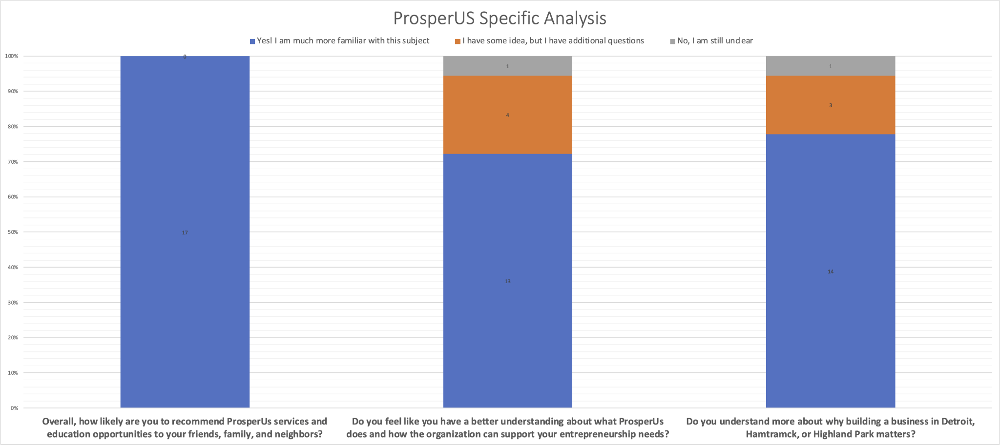 ProsperUS Specific Analysis
Yes! I am much more familiar with this subject
I have some idea, but I have additional questions
No, I am still unclear
100%
90%
80%
70%
60%
50%
40%
30%
20%
10%
0%
0
17
1
4
13
1
3
14
Overall, how likely are you to recommend ProsperUs services and
education opportunities to your friends, family, and neighbors?
Do you feel like you have a better understanding about what ProsperUs
does and how the organization can support your entrepreneurship needs?
Do you understand more about why building a business in Detroit,
Hamtramck, or Highland Park matters?